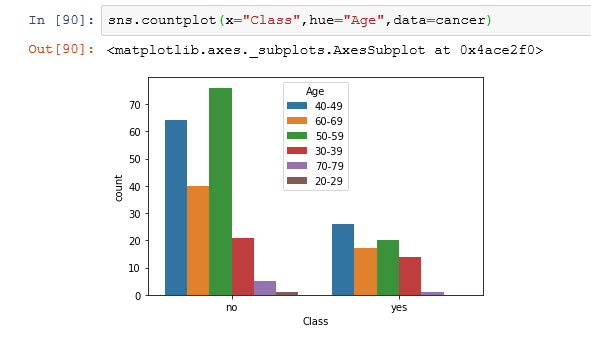 In [90]: sns.countplot(x="Class",hue="Age",data=cancer)
Out[90]: <matplotlib.axes._subplots.AxesSubplot at 0x4ace2f0>
Age
40-49
60-69
50-59
30-39
70-79
20-29
70
60
50
40
30
20
10
0
count
no yes
Class